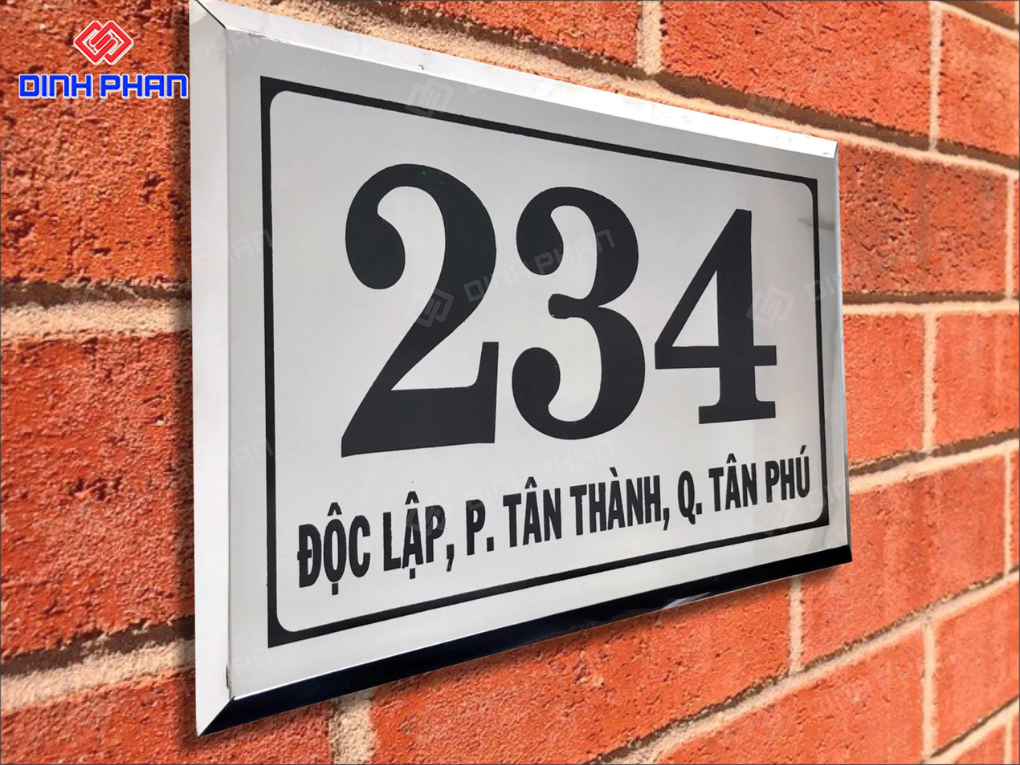 DINH PHAN
234
ĐỘC LẬP, P. TÂN THÀNH, Q. TÂN PHÚ